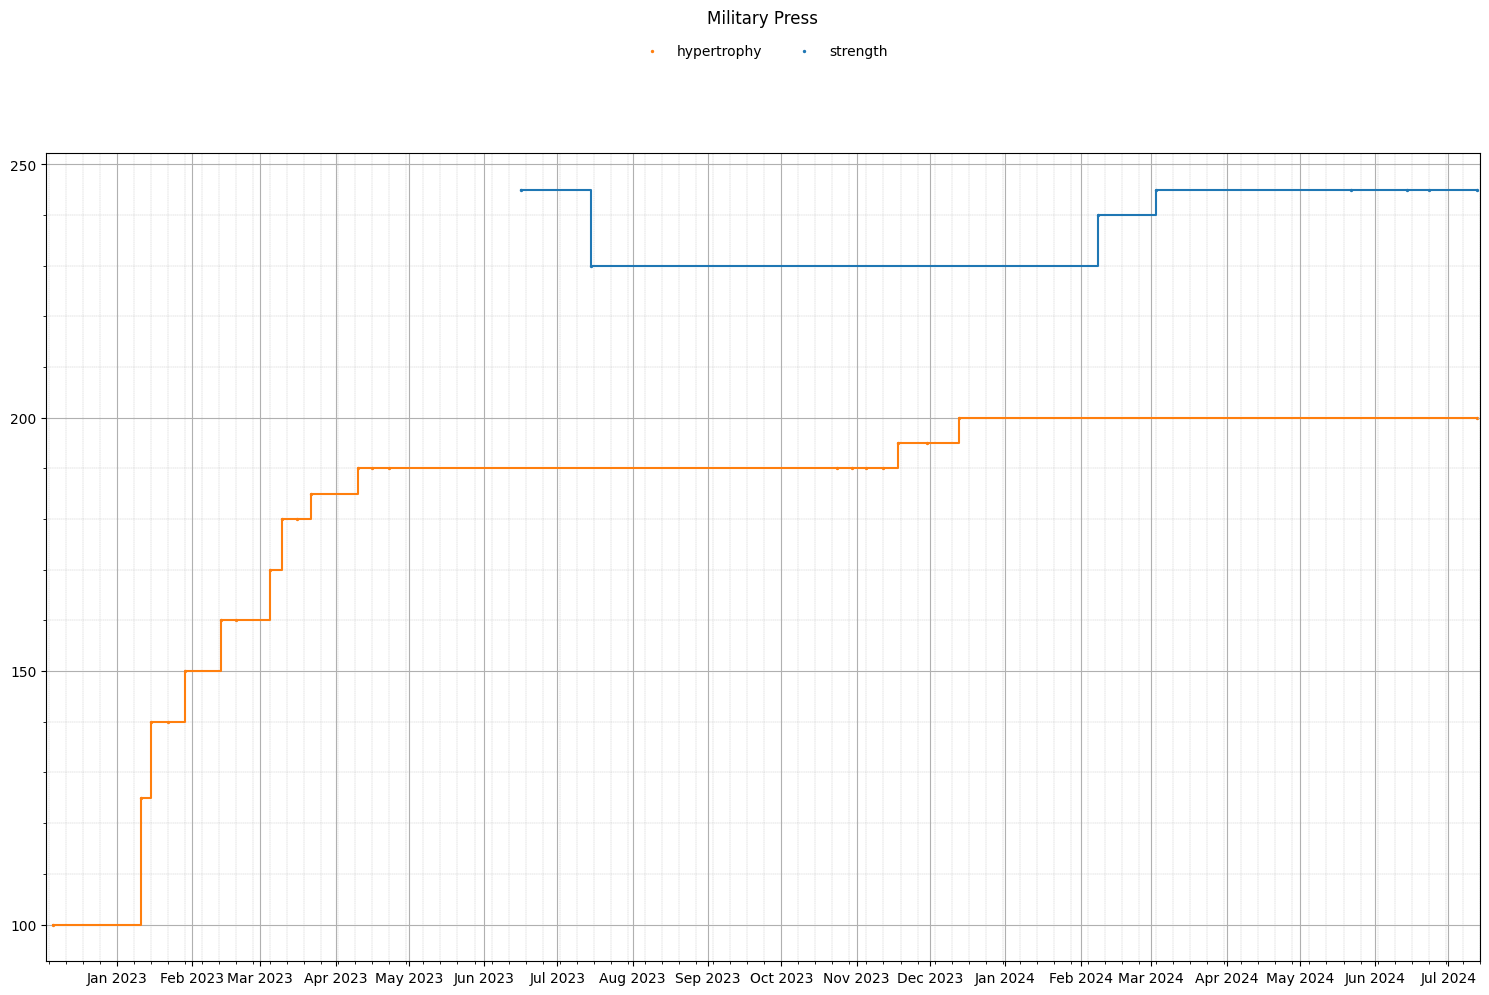 Military Press
hypertrophy strength
250
200
150
100
Jan 2023 Feb 2023 Mar 2023 Apr 2023 May 2023 Jun 2023 Jul 2023 Aug 2023 Sep 2023 Oct 2023 Nov 2023 Dec 2023 Jan 2024 Feb 2024 Mar 2024 Apr 2024 May 2024 Jun 2024 Jul 2024